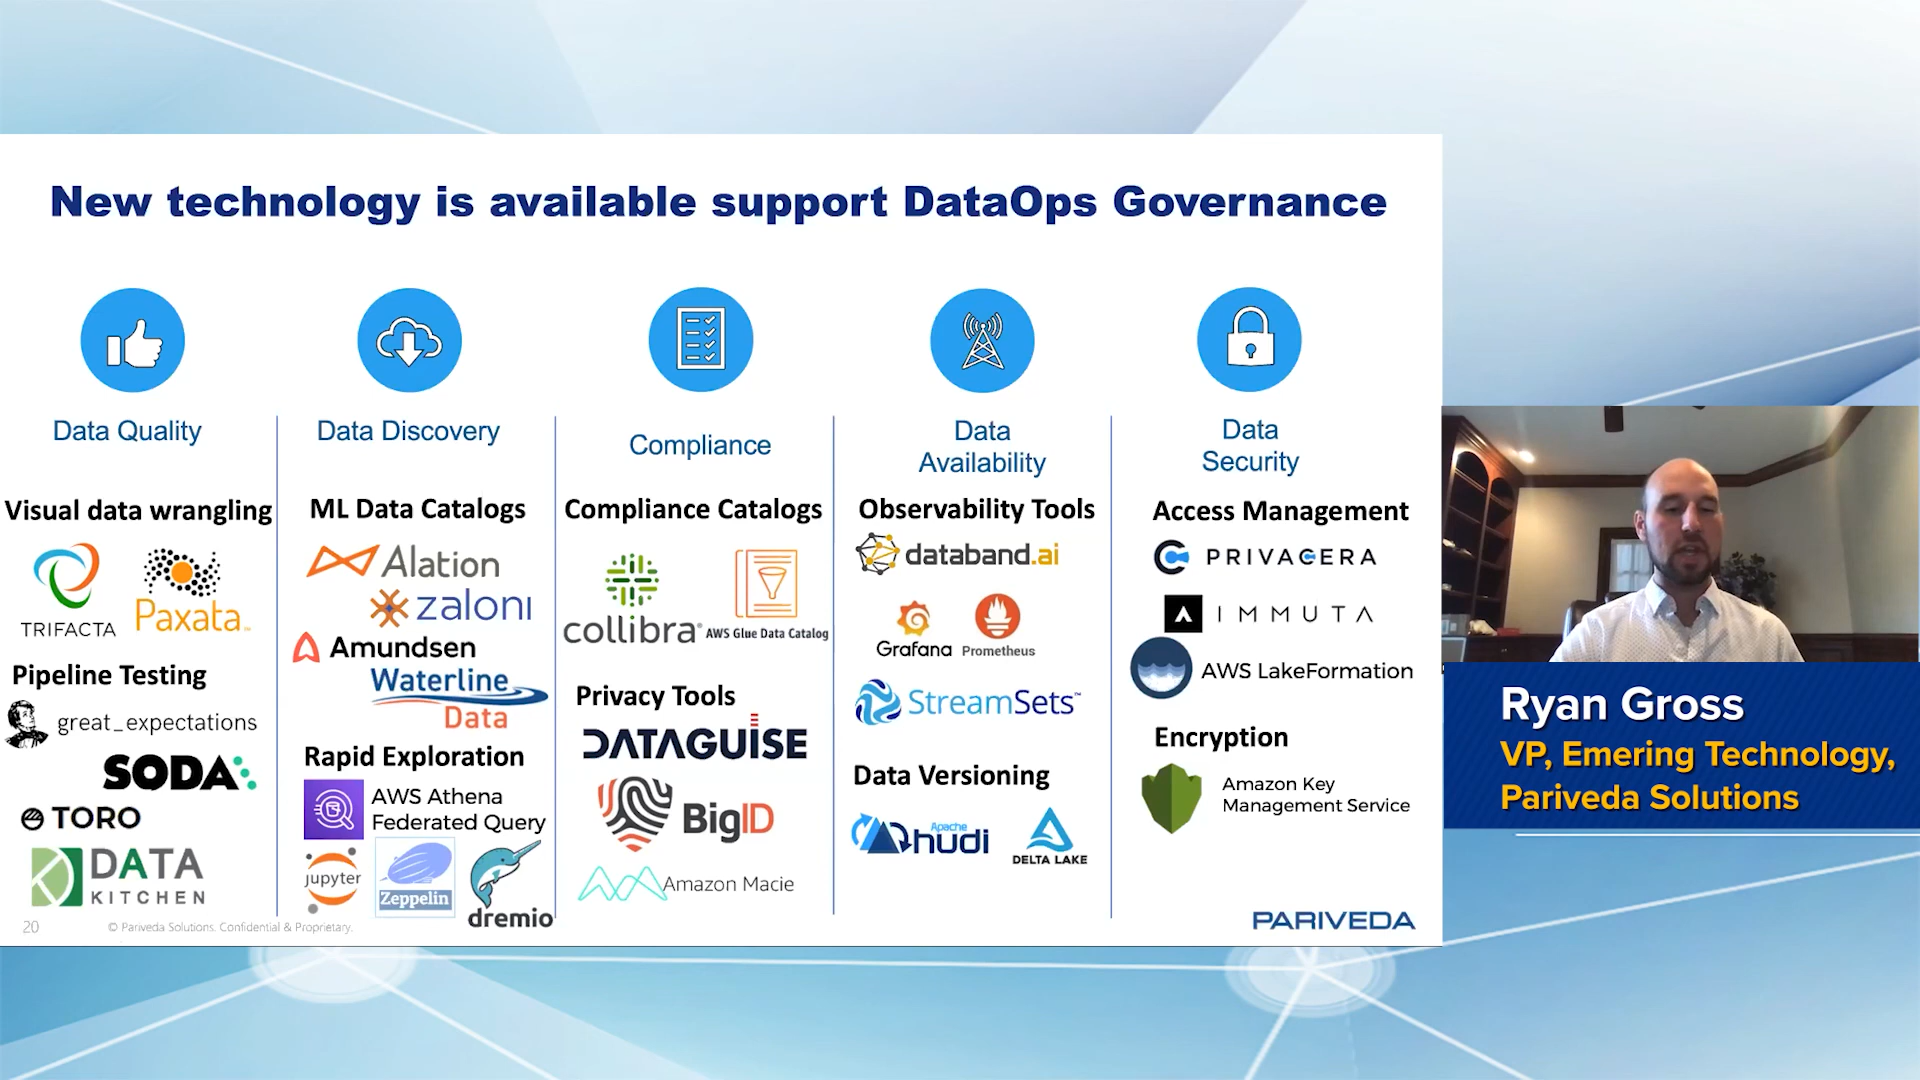 New technology is available support DataOps Governance
Data Quality
Visual data wrangling
TRIFACTA
Paxata
Pipeline Testing
great_expectations
SODA
TORO
DATA
KITCHEN
Data Discovery
ML Data Catalogs
Alation
zaloni
Amundsen
Waterline
Data
Rapid Exploration
AWS Athena
Federated Query
jupyter
Zeppelin
dremio
Compliance
Compliance Catalogs
collibra
AWS Glue Data Catalog
Privacy Tools
DATAGUISE
BigID
Amazon Macie
Data
Availability
Observability Tools
databand.ai
Grafana
Prometheus
StreamSets™
Data Versioning
Apache
hudi
DELTA LAKE
Data
Security
Access Management
PRIVACERA
IMMUTA
AWS LakeFormation
Encryption
Amazon Key
Management Service
20
© Pariveda Solutions. Confidential & Proprietary.
PARIVEDA
Ryan Gross
VP, Emering Technology,
Pariveda Solutions